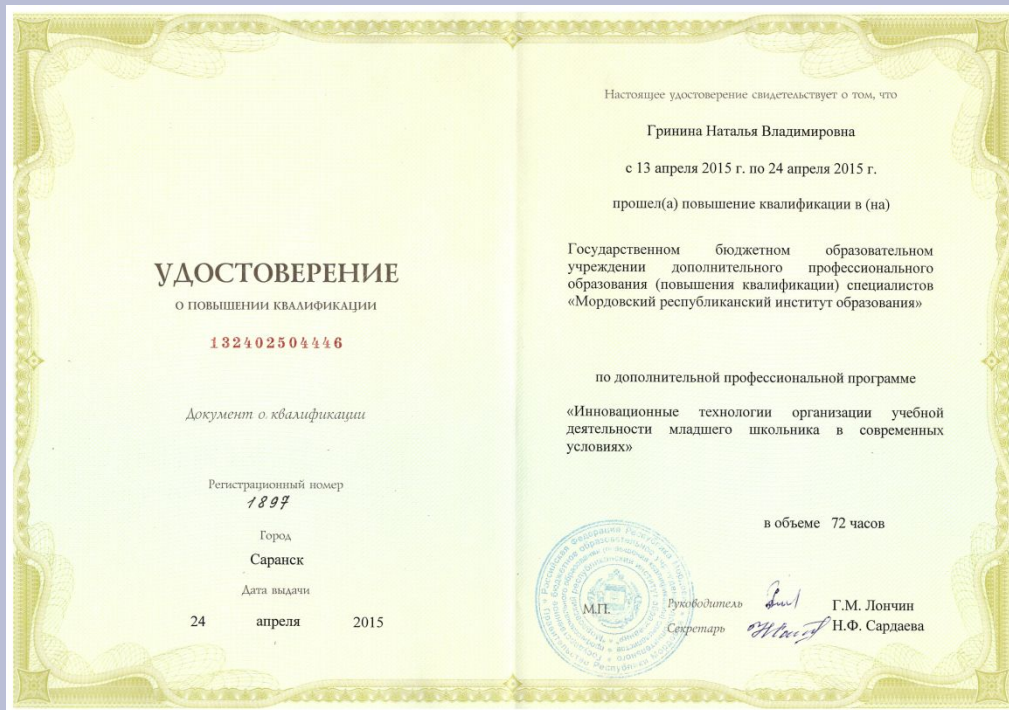 УДОСТОВЕРЕНИЕ
О ПОВЫШЕНИИ КВАЛИФИКАЦИИ
132402504446
Документ о квалификации
Регистрационный номер
1897
Город
Саранск
Дата выдачи
24 апреля 2015
Настоящее удостоверение свидетельствует о том, что
Гринина Наталья Владимировна
с 13 апреля 2015 г. по 24 апреля 2015 г.
прошел(а) повышение квалификации в (на)
Государственном бюджетном образовательном
учреждении дополнительного профессионального
образования (повышения квалификации) специалистов
«Мордовский республиканский институт образования»
по дополнительной профессиональной программе
«Инновационные технологии организации учебной
деятельности младшего школьника в современных
условиях»
в объеме 72 часов
М.П.
Руководитель Г.М. Лончин
Секретарь Н.Ф. Сардаева